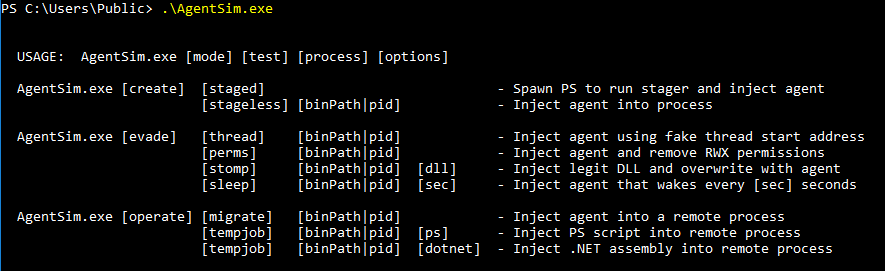 PS C:\Users\Public> .\AgentSim.exe
USAGE: AgentSim.exe [mode] [test] [process] [options]
AgentSim.exe [create] [staged] - Spawn PS to run stager and inject agent
[stageless] [binPath|pid] - Inject agent into process
AgentSim.exe [evade] [thread] [binPath|pid] - Inject agent using fake thread start address
[perms] [binPath|pid] - Inject agent and remove RWX permissions
[stomp] [binPath|pid] [dll] - Inject legit DLL and overwrite with agent
[sleep] [binPath|pid] [sec] - Inject agent that wakes every [sec] seconds
AgentSim.exe [operate] [migrate] [binPath|pid] - Inject agent into a remote process
[tempjob] [binPath|pid] [ps] - Inject PS script into remote process
[tempjob] [binPath|pid] [dotnet] - Inject .NET assembly into remote process